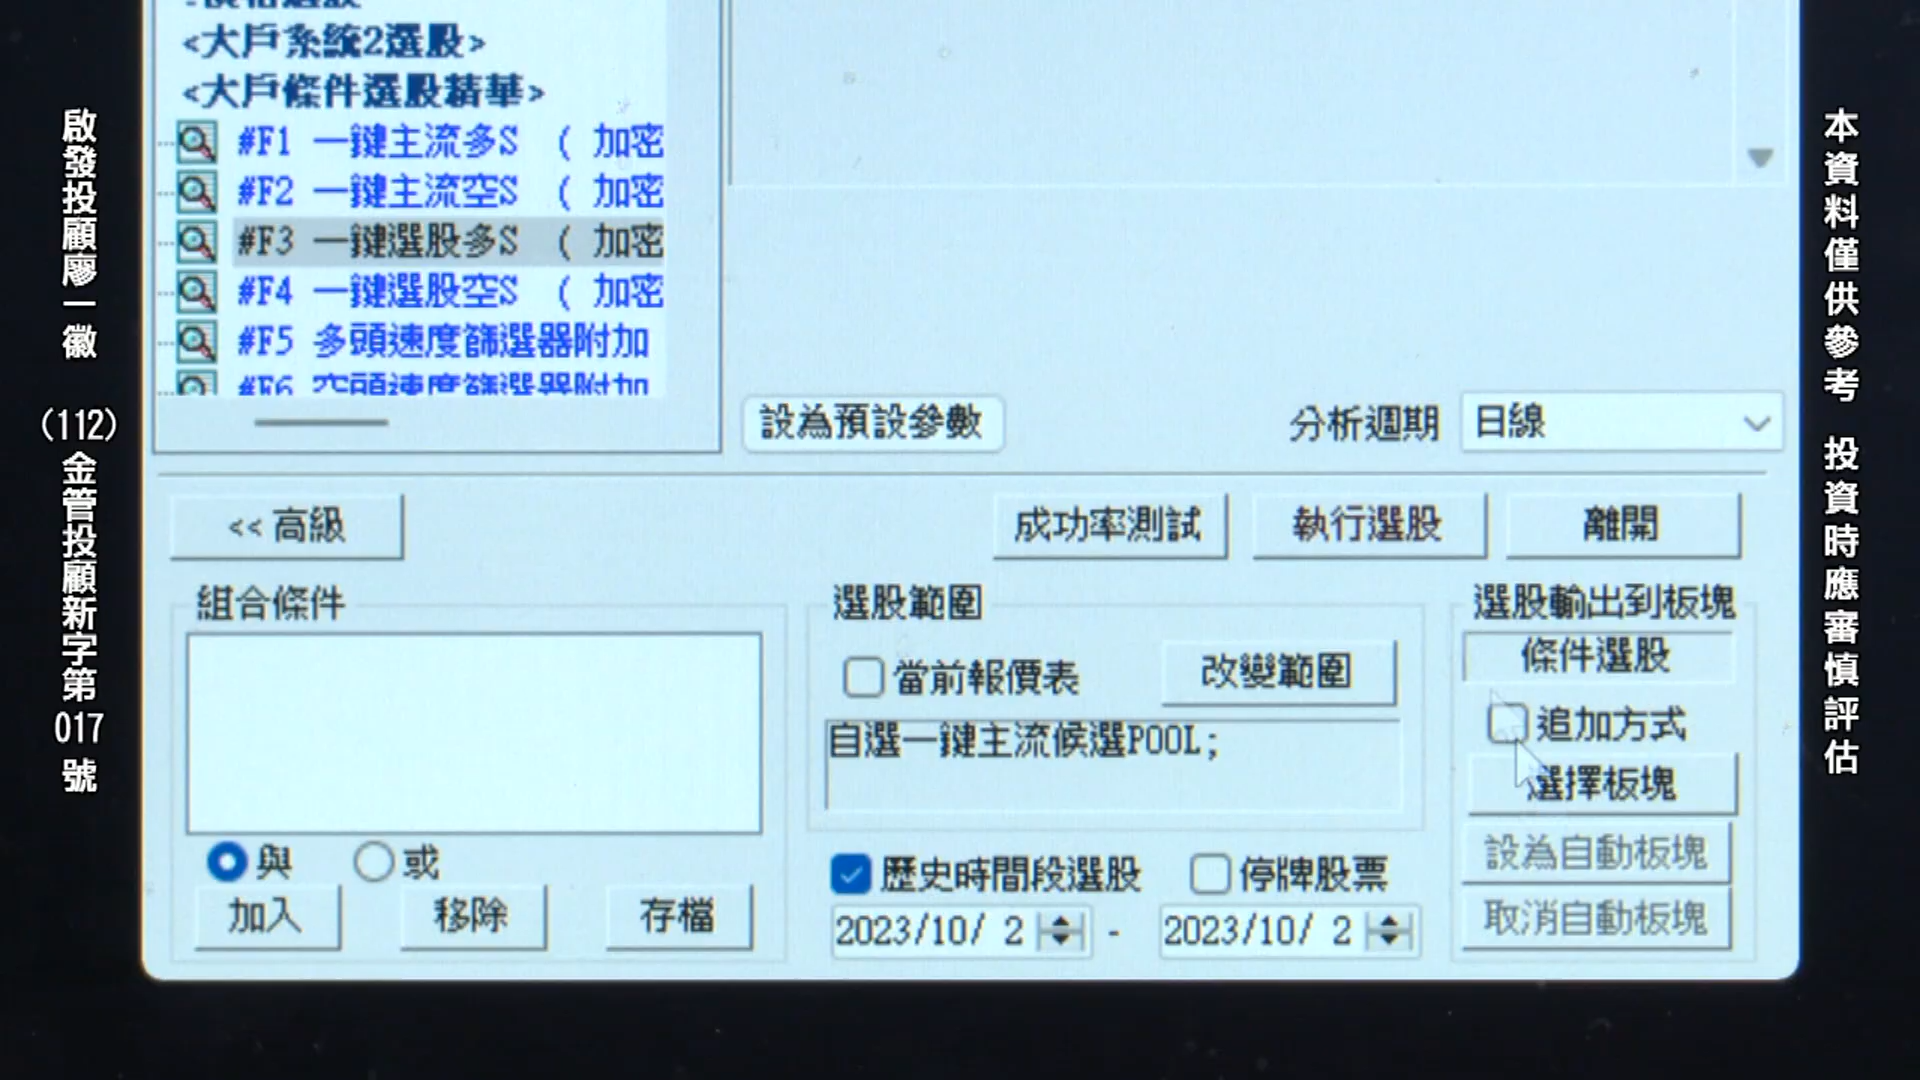 <大戶系統2選股>
<大戶條件選股精華>
#F1 一鍵主流多S ( 加密
#F2 一鍵主流空S ( 加密
#F3 一鍵選股多S ( 加密
#F4 一鍵選股空S ( 加密
#F5 多頭速度篩選器附加
#F6 空頭速度篩選器附加
設為預設參數
分析週期
日線
<< 高級
成功率測試
執行選股
離開
組合條件
與
或
加入
移除
存檔
選股範圍
當前報價表
改變範圍
自選一鍵主流候選POOL;
歷史時間段選股
停牌股票
2023/10/ 2 - 2023/10/ 2
選股輸出到板塊
條件選股
追加方式
選擇板塊
設為自動板塊
取消自動板塊
啟發投顧廖一徽 (112)金管投顧新字第017號
本資料僅供參考 投資時應審慎評估